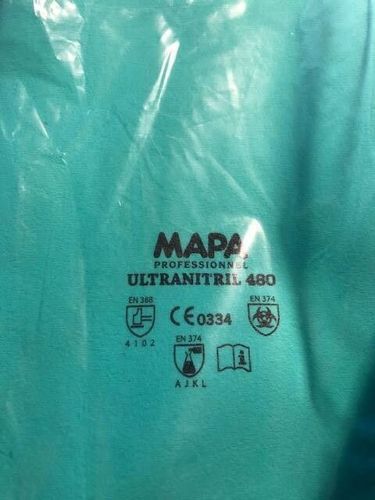 MAPA
PROFESSIONNEL
ULTRANITRIL 480
EN 388
CE 0334
EN 374
4102
EN 374
i
AJKL